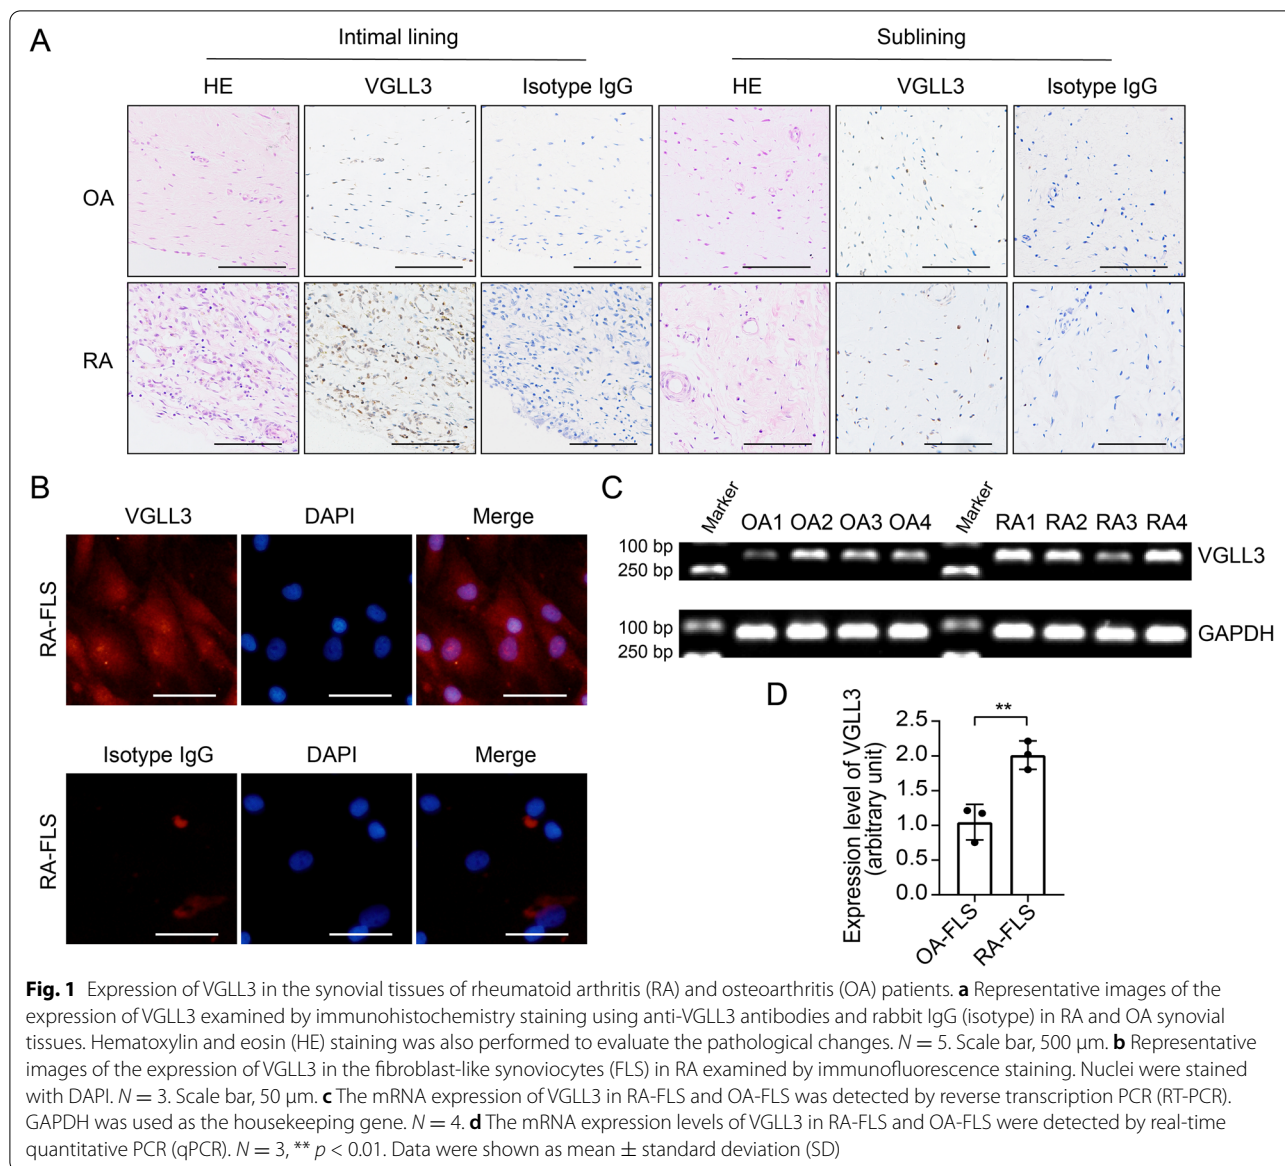 A
Intimal lining
Sublining
HE
VGLL3
Isotype IgG
HE
VGLL3
Isotype IgG
OA
RA
B
VGLL3
DAPI
Merge
RA-FLS
Isotype IgG
DAPI
Merge
RA-FLS
C
Marker
OA1 OA2 OA3 OA4
Marker
RA1 RA2 RA3 RA4
100 bp
250 bp
VGLL3
100 bp
250 bp
GAPDH
D
Expression level of VGLL3
(arbitrary unit)
**
2.5
2.0
1.0
0.5
0.0
OA-FLS
RA-FLS
Fig. 1 Expression of VGLL3 in the synovial tissues of rheumatoid arthritis (RA) and osteoarthritis (OA) patients. a Representative images of the
expression of VGLL3 examined by immunohistochemistry staining using anti-VGLL3 antibodies and rabbit IgG (isotype) in RA and OA synovial
tissues. Hematoxylin and eosin (HE) staining was also performed to evaluate the pathological changes. N = 5. Scale bar, 500 μm. b Representative
images of the expression of VGLL3 in the fibroblast-like synoviocytes (FLS) in RA examined by immunofluorescence staining. Nuclei were stained
with DAPI. N = 3. Scale bar, 50 μm. c The mRNA expression of VGLL3 in RA-FLS and OA-FLS was detected by reverse transcription PCR (RT-PCR).
GAPDH was used as the housekeeping gene. N = 4. d The mRNA expression levels of VGLL3 in RA-FLS and OA-FLS were detected by real-time
quantitative PCR (qPCR). N = 3, ** p < 0.01. Data were shown as mean ± standard deviation (SD)